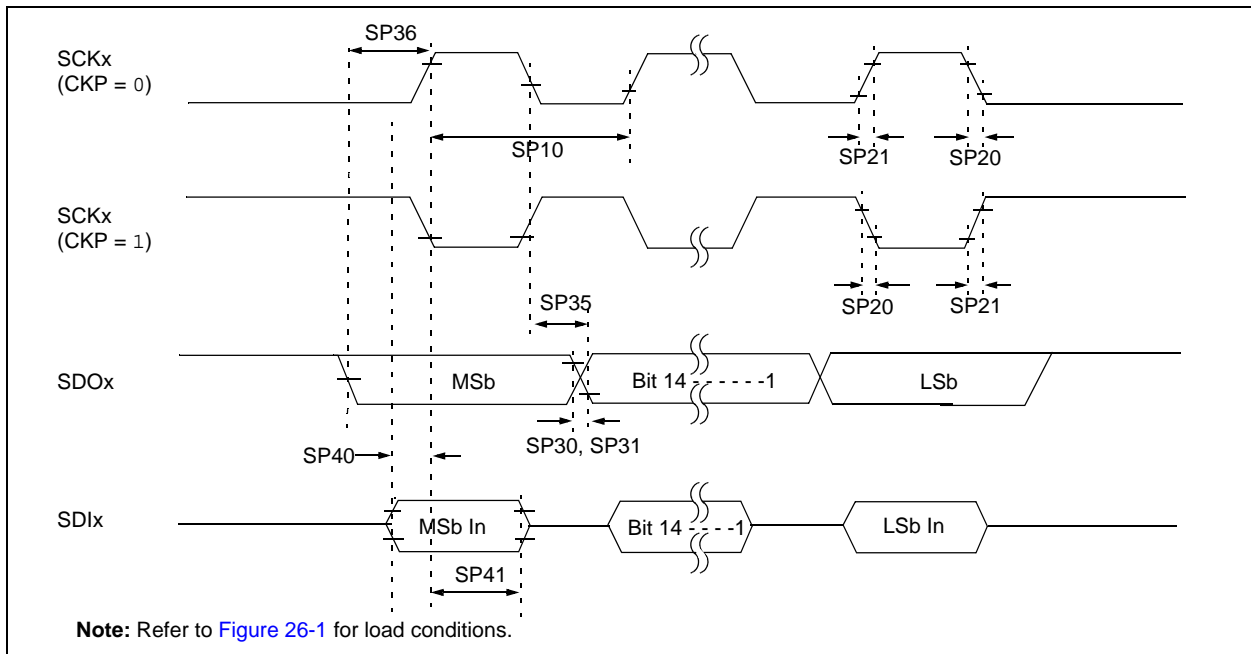 SP36
SCKx
(CKP = 0)
SP10
SP21
SP20
SCKx
(CKP = 1)
SP35
SP20
SP21
SDOx
MSb
Bit 14 - - - - - -1
LSb
SP40
SP30, SP31
SDIx
MSb In
Bit 14 - - - - -1
LSb In
SP41
Note: Refer to Figure 26-1 for load conditions.